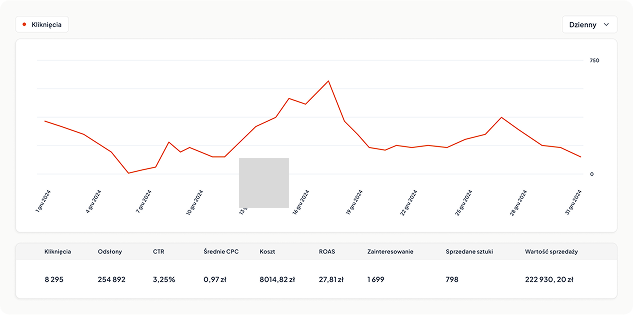 Kliknięcia
Dzienny
750
0
1 gru 2024
4 gru 2024
7 gru 2024
10 gru 2024
13
16 gru 2024
19 gru 2024
22 gru 2024
25 gru 2024
28 gru 2024
31 gru 2024
Kliknięcia Odsłony CTR Średnie CPC Koszt ROAS Zainteresowanie Sprzedane sztuki Wartość sprzedaży
8 295 254 892 3,25% 0,97 zł 8014,82 zł 27,81 zł 1 699 798 222 930, 20 zł